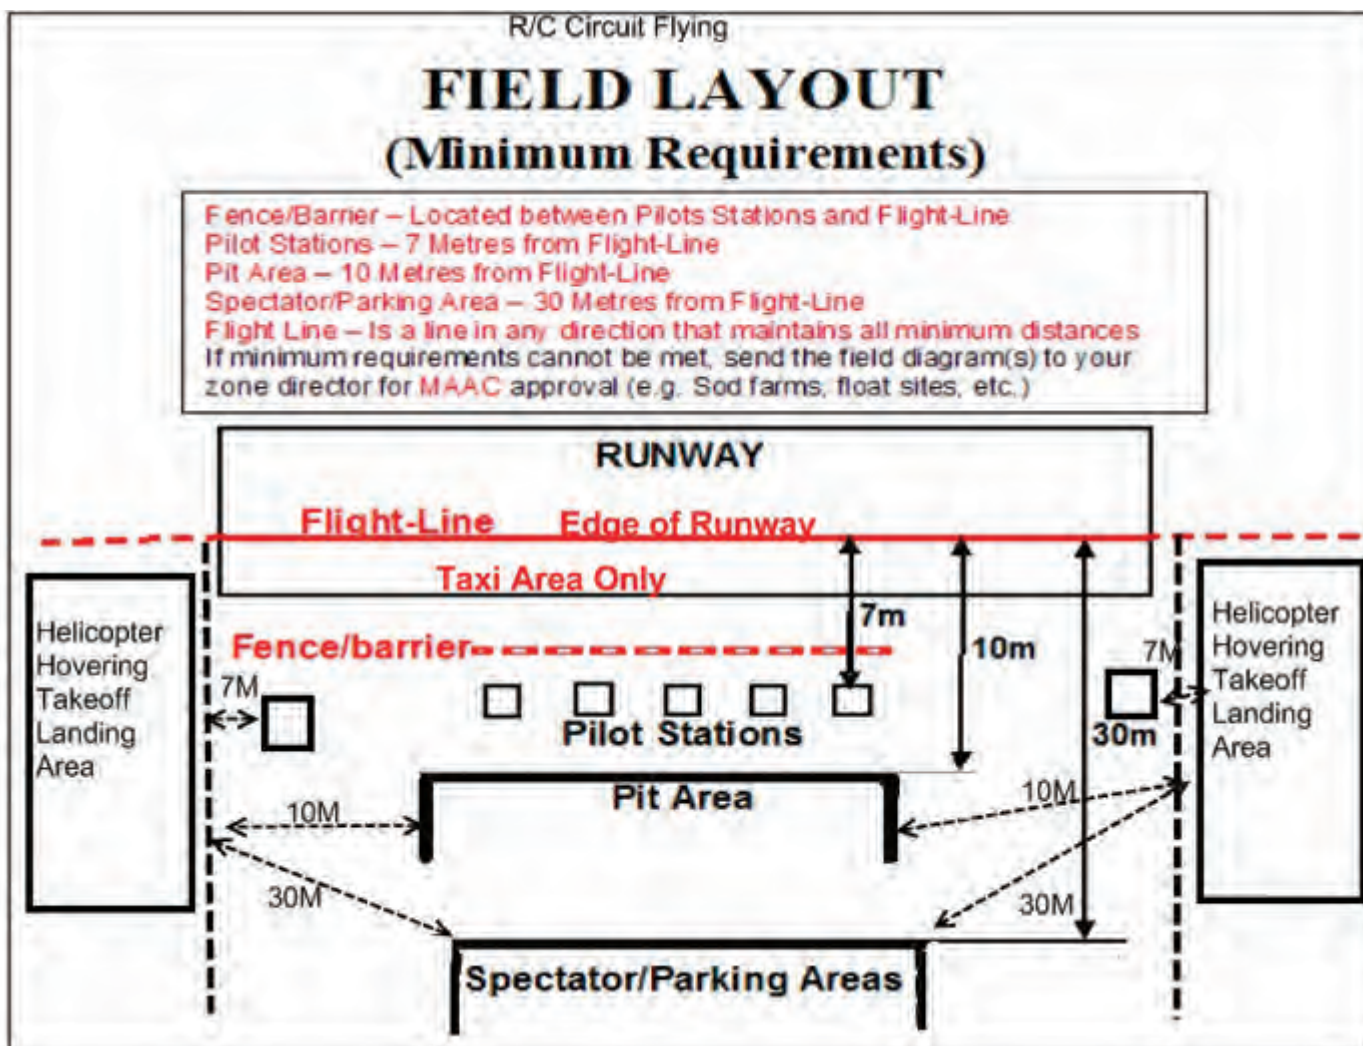 R/C Circuit Flying
FIELD LAYOUT
(Minimum Requirements)
Fence/Barrier – Located between Pilots Stations and Flight-Line
Pilot Stations – 7 Metres from Flight-Line
Pit Area – 10 Metres from Flight-Line
Spectator/Parking Area – 30 Metres from Flight-Line
Flight Line – Is a line in any direction that maintains all minimum distances
If minimum requirements cannot be met, send the field diagram(s) to your
zone director for MAAC approval (e.g. Sod farms, float sites, etc.)
RUNWAY
Flight-Line Edge of Runway
Taxi Area Only
7m
10m
30m
Fence/barrier
Helicopter
Hovering
Takeoff
Landing
Area
7M
Pilot Stations
7M
Helicopter
Hovering
Takeoff
Landing
Area
Pit Area
10M
10M
30M
30M
Spectator/Parking Areas